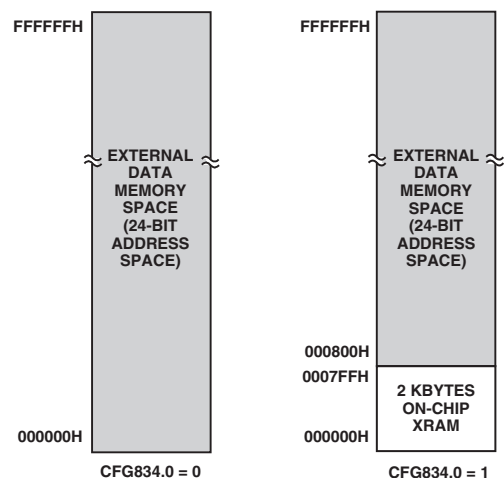 FFFFFFH
EXTERNAL
DATA
MEMORY
SPACE
(24-BIT
ADDRESS
SPACE)
000000H
CFG834.0 = 0
FFFFFFH
EXTERNAL
DATA
MEMORY
SPACE
(24-BIT
ADDRESS
SPACE)
000800H
0007FFH
2 KBYTES
ON-CHIP
XRAM
000000H
CFG834.0 = 1